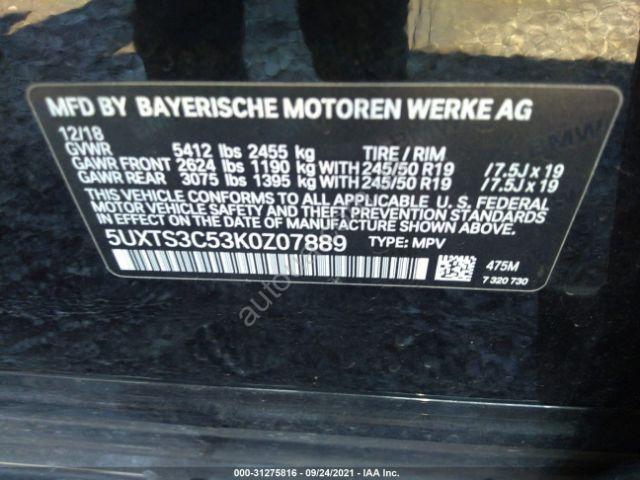 MFD BY BAYERISCHE MOTOREN WERKE AG
12/18
GVWR 5412 lbs 2455 kg TIRE / RIM
GAWR FRONT 2624 lbs 1190 kg WITH 245/50 R19 /7.5J x 19
GAWR REAR 3075 lbs 1395 kg WITH 245/50 R19 /7.5J x 19
THIS VEHICLE CONFORMS TO ALL APPLICABLE U. S. FEDERAL
MOTOR VEHICLE SAFETY, BUMPER, AND THEFT PREVENTION
STANDARDS IN EFFECT ON THE DATE OF MANUFACTURE SHOWN ABOVE.
5UXTS3C53K0Z07889 TYPE: MPV
475M
7 320 730
000-31275816 - 09/24/2021 - IAA Inc.